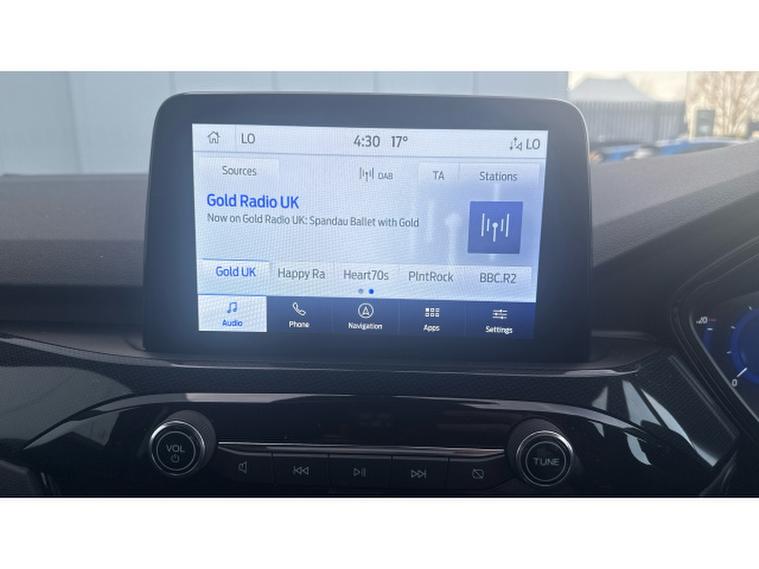 LO 4:30 17° LO
Sources DAB TA Stations
Gold Radio UK
Now on Gold Radio UK: Spandau Ballet with Gold
Gold UK Happy Ra Heart70s PlntRock BBC.R2
Audio Phone Navigation Apps Settings
0
VOL TUNE